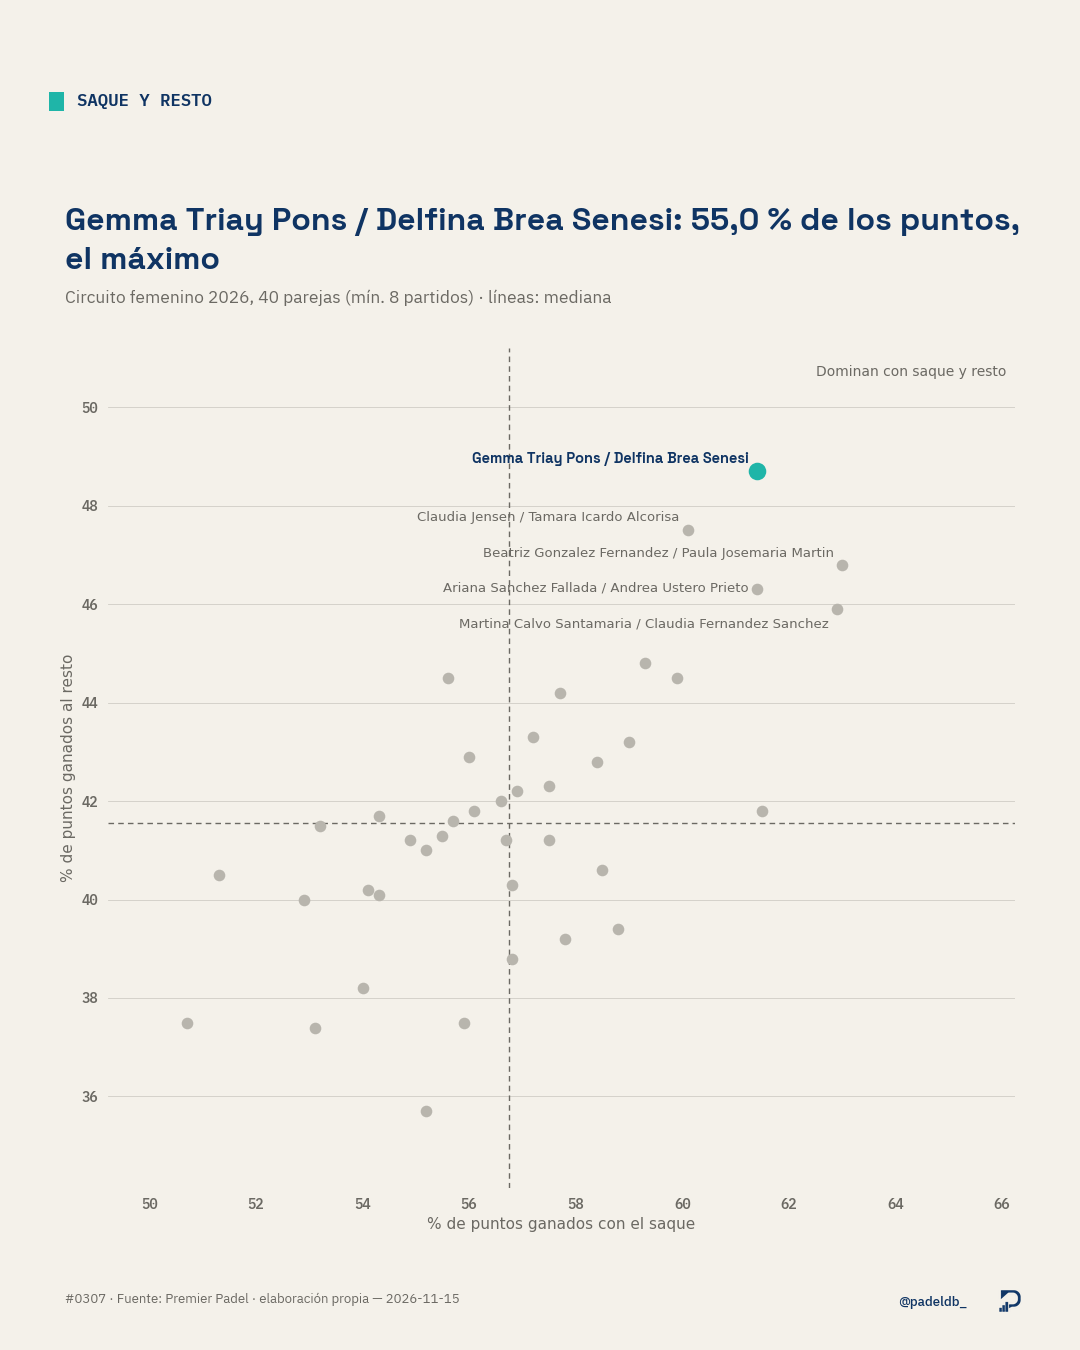 SAQUE Y RESTO
Gemma Triay Pons / Delfina Brea Senesi: 55,0 % de los puntos,
el máximo
Circuito femenino 2026, 40 parejas (mín. 8 partidos) · líneas: mediana
Dominan con saque y resto
50
Gemma Triay Pons / Delfina Brea Senesi
48
Claudia Jensen / Tamara Icardo Alcorisa
Beatriz Gonzalez Fernandez / Paula Josemaria Martin
Ariana Sanchez Fallada / Andrea Ustero Prieto
46
Martina Calvo Santamaria / Claudia Fernandez Sanchez
44
42
40
38
36
% de puntos ganados al resto
50 52 54 56 58 60 62 64 66
% de puntos ganados con el saque
#0307 · Fuente: Premier Padel · elaboración propia — 2026-11-15
@padeldb_